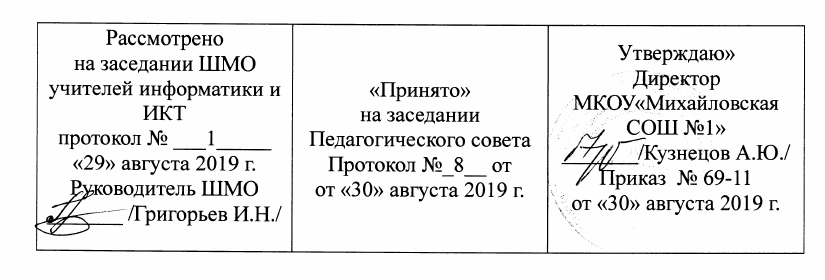 Рассмотрено
на заседании ШМО
учителей информатики и
ИКТ
протокол № ___1_____
«29» августа 2019 г.
Руководитель ШМО
_________ /Григорьев И.Н./
«Принято»
на заседании
Педагогического совета
Протокол №_8__ от
от «30» августа 2019 г.
Утверждаю»
Директор
МКОУ«Михайловская
СОШ №1»
_______/Кузнецов А.Ю./
Приказ № 69-11
от «30» августа 2019 г.